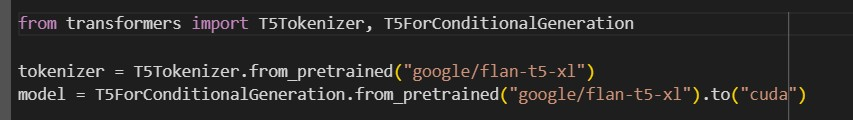 from transformers import T5Tokenizer, T5ForConditionalGeneration
tokenizer = T5Tokenizer.from_pretrained("google/flan-t5-xl")
model = T5ForConditionalGeneration.from_pretrained("google/flan-t5-xl").to("cuda")